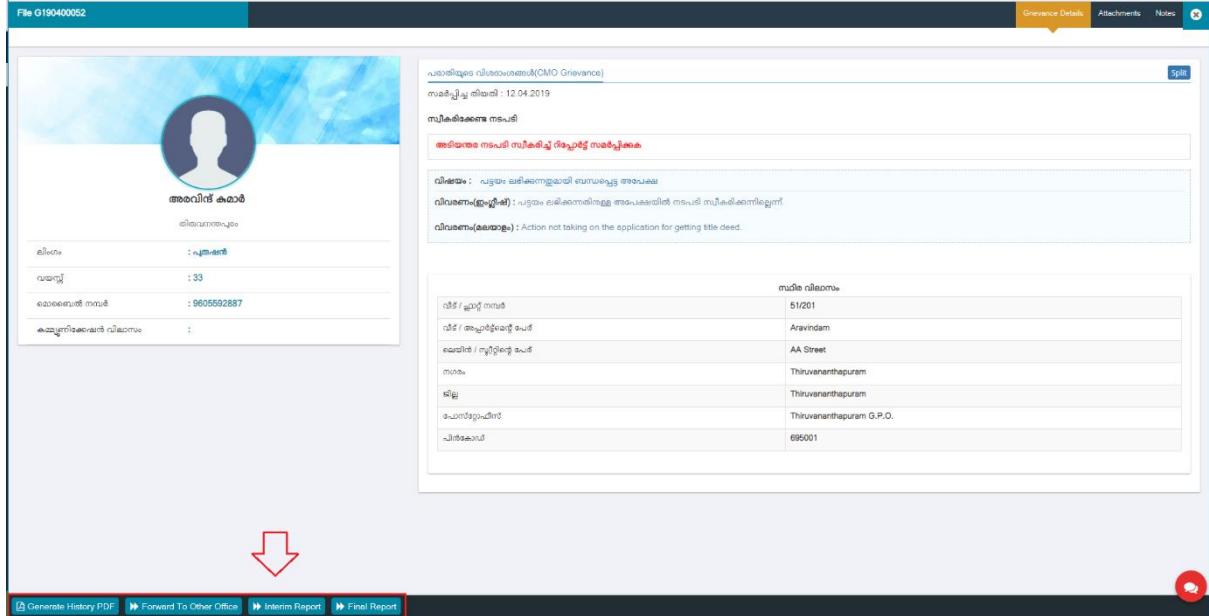 File G190400052
Grievance Details
Attachments
Notes
പരാതിയുടെ വിശദാംശങ്ങൾ(CMO Grievance)
Split
സമർപ്പിച്ച തിയതി : 12.04.2019
സ്വീകരിക്കേണ്ട നടപടി
അടിയന്തര നടപടി സ്വീകരിച്ച് റിപ്പോർട്ട് സമർപ്പിക്കുക
വിഷയം : പട്ടയം ലഭിക്കുന്നതുമായി ബന്ധപ്പെട്ട അപേക്ഷ
വിവരണം(ഇംഗ്ലീഷ്) : പട്ടയം ലഭിക്കുന്നതിനുള്ള അപേക്ഷയിൽ നടപടി സ്വീകരിക്കുന്നില്ലെന്ന്.
വിവരണം(മലയാളം) : Action not taking on the application for getting title deed.
അരവിന്ദ് കുമാർ
തിരുവനന്തപുരം
ലിംഗം : പുരുഷൻ
വയസ്സ് : 33
മൊബൈൽ നമ്പർ : 9605592887
കമ്മ്യൂണിക്കേഷൻ വിലാസം :
സ്ഥിര വിലാസം
വീട് / ഫ്ലാറ്റ് നമ്പർ 51/201
വീട് / അപ്പാർട്ട്മെന്റ് പേര് Aravindam
ലെയിൻ / സ്ട്രീറ്റിന്റെ പേര് AA Street
നഗരം Thiruvananthapuram
ജില്ല Thiruvananthapuram
പോസ്റ്റോഫീസ് Thiruvananthapuram G.P.O.
പിൻകോഡ് 695001
Generate History PDF
Forward To Other Office
Interim Report
Final Report